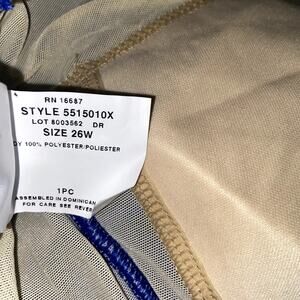 RN 16687
STYLE 5515010X
LOT 8003562 DR
SIZE 26W
DY 100% POLYESTER/POLIESTER
1PC
ASSEMBLED IN DOMINICAN
FOR CARE SEE REVER